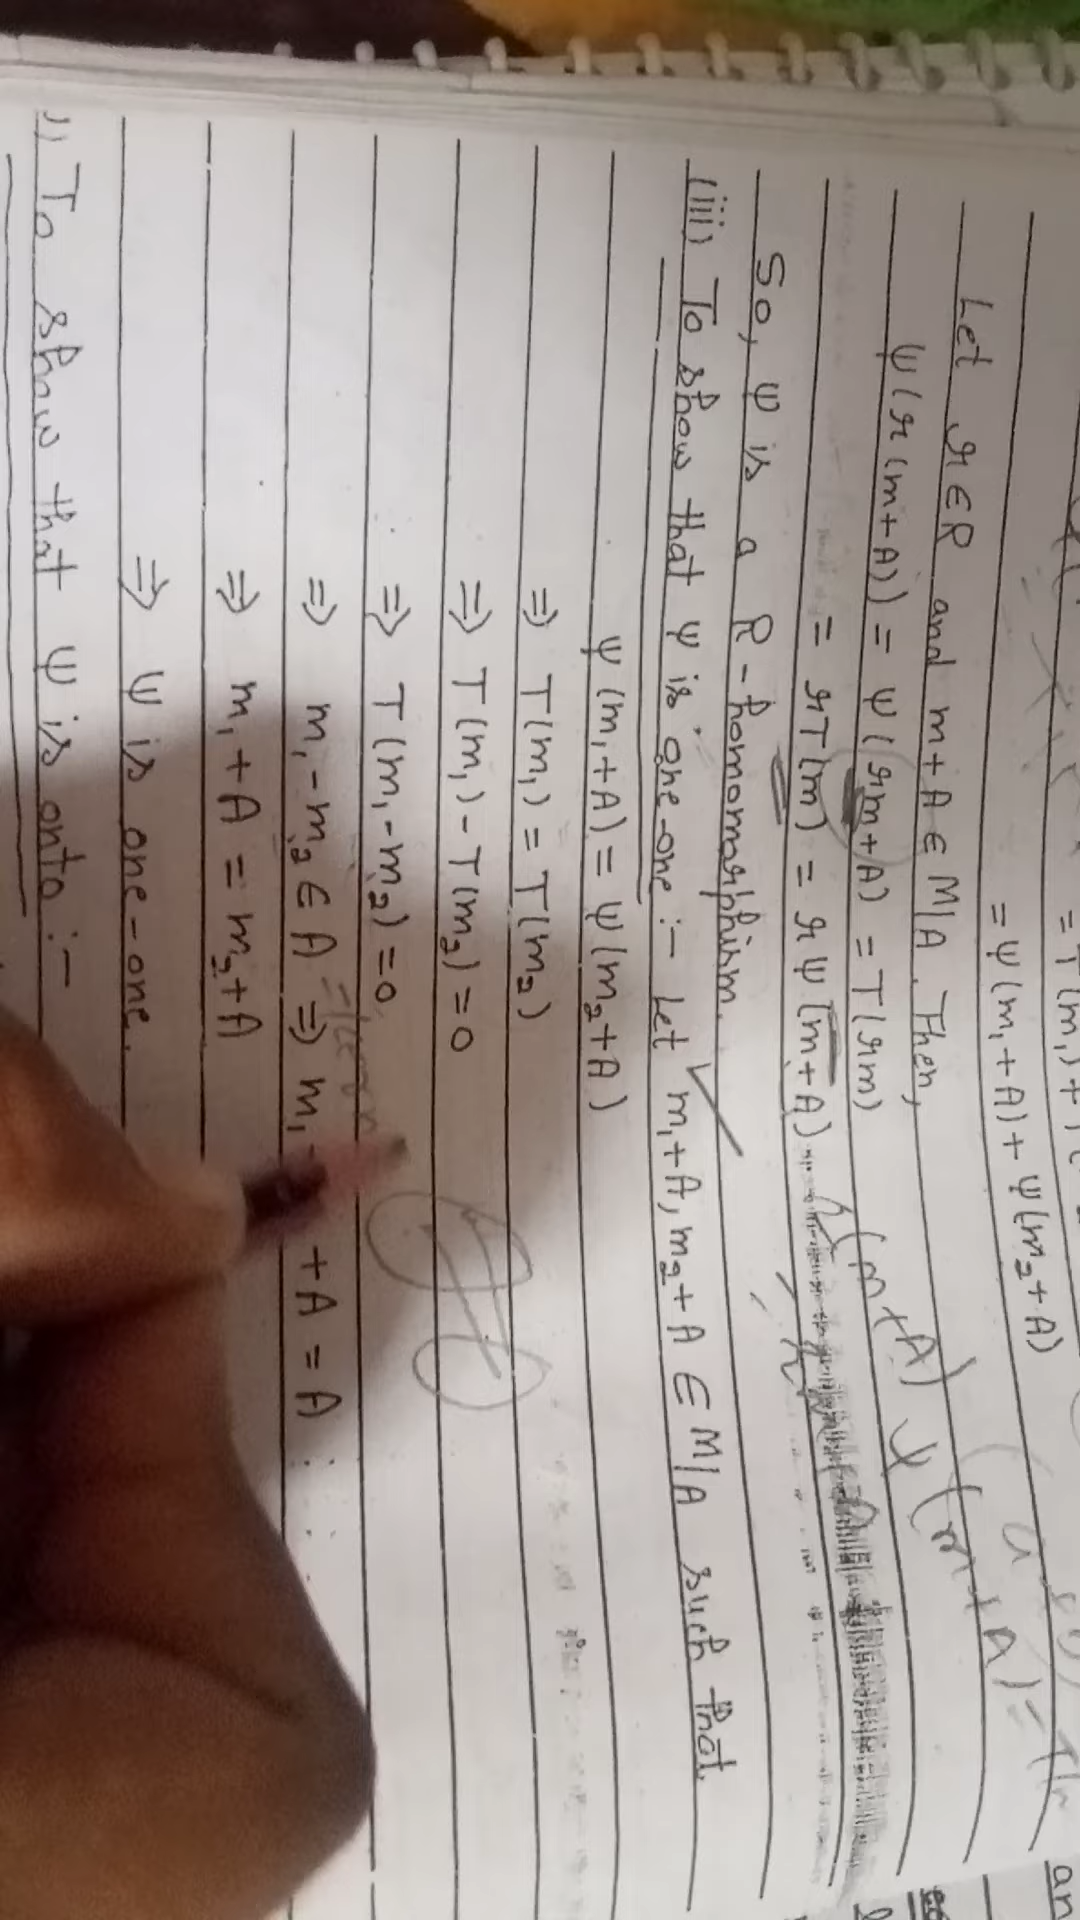 = T(m₁) +
= ψ(m₁+A) + ψ(m₂+A)
Let r∈R and m+A ∈ M/A. Then,
ψ(r(m+A)) = ψ(rm+A) = T(rm)
= rT(m) = rψ(m+A)
(m+A) ψ(m+A) =
So, ψ is a R-homomorphism.
(iii) To show that ψ is one-one :- Let m₁+A, m₂+A ∈ M/A such that
ψ(m₁+A) = ψ(m₂+A)
⇒ T(m₁) = T(m₂)
⇒ T(m₁) - T(m₂) = 0
⇒ T(m₁-m₂) = 0
⇒ m₁-m₂ ∈ A ⇒ m₁ + A = A
⇒ m₁+A = m₂+A
⇒ ψ is one-one.
To show that ψ is onto :-